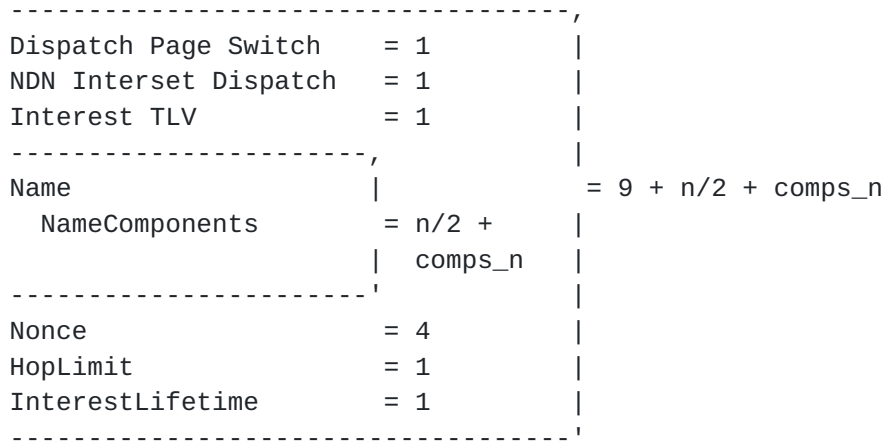 ------------------------------------,
Dispatch Page Switch    = 1         |
NDN Interset Dispatch   = 1         |
Interest TLV            = 1         |
-----------------------,            |
Name                   |             = 9 + n/2 + comps_n
  NameComponents        = n/2 +     |
                       |  comps_n   |
-----------------------'            |
Nonce                   = 4         |
HopLimit                = 1         |
InterestLifetime        = 1         |
------------------------------------'